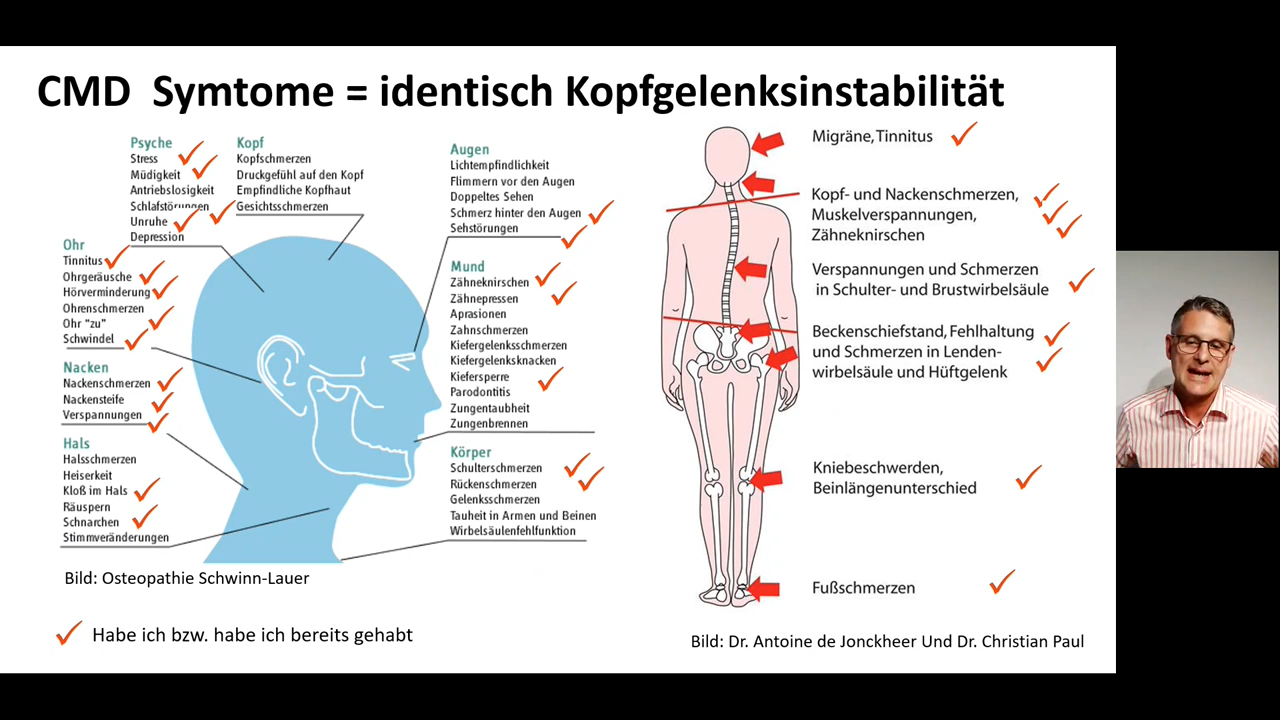 CMD Symtome = identisch Kopfgelenksinstabilität
Psyche
Stress
Müdigkeit
Antriebslosigkeit
Schlafstörungen
Unruhe
Depression
Kopf
Kopfschmerzen
Druckgefühl auf den Kopf
Empfindliche Kopfhaut
Gesichtsschmerzen
Augen
Lichtempfindlichkeit
Flimmern vor den Augen
Doppeltes Sehen
Schmerz hinter den Augen
Sehstörungen
Ohr
Tinnitus
Ohrgeräusche
Hörverminderung
Ohrenschmerzen
Ohr "zu"
Schwindel
Mund
Zähneknirschen
Zähnepressen
Aprasionen
Zahnschmerzen
Kiefergelenksschmerzen
Kiefergelenksknacken
Kiefersperre
Parodontitis
Zungentaubheit
Zungenbrennen
Nacken
Nackenschmerzen
Nackensteife
Verspannungen
Hals
Halsschmerzen
Heiserkeit
Kloß im Hals
Räuspern
Schnarchen
Stimmveränderungen
Körper
Schulterschmerzen
Rückenschmerzen
Gelenksschmerzen
Tauheit in Armen und Beinen
Wirbelsäulenfehlfunktion
Bild: Osteopathie Schwinn-Lauer
Habe ich bzw. habe ich bereits gehabt
Migräne, Tinnitus
Kopf- und Nackenschmerzen,
Muskelverspannungen,
Zähneknirschen
Verspannungen und Schmerzen
in Schulter- und Brustwirbelsäule
Beckenschiefstand, Fehlhaltung
und Schmerzen in Lenden-
wirbelsäule und Hüftgelenk
Kniebeschwerden,
Beinlängenunterschied
Fußschmerzen
Bild: Dr. Antoine de Jonckheer Und Dr. Christian Paul